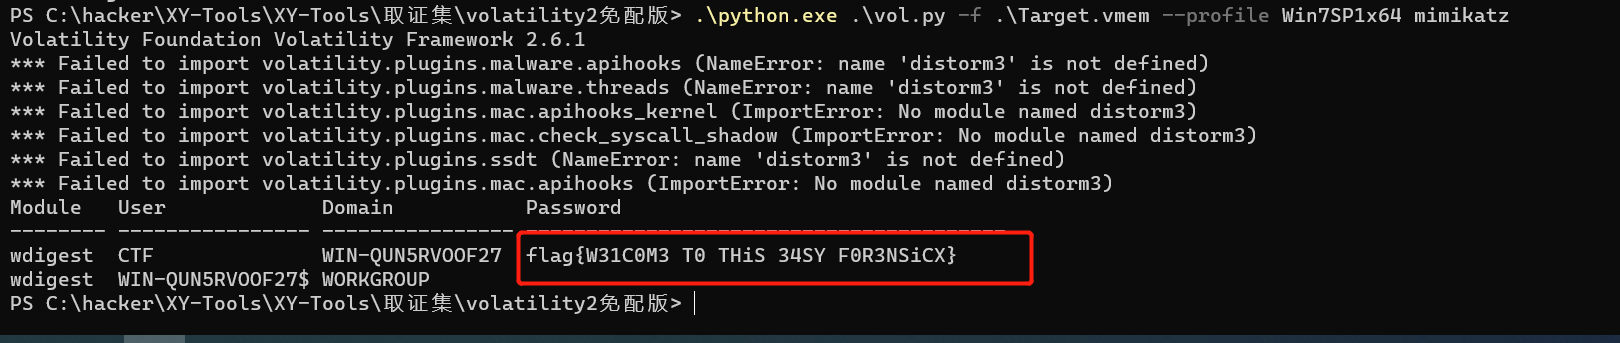 PS C:\hacker\XY-Tools\XY-Tools\取证集\volatility2免配版> .\python.exe .\vol.py -f .\Target.vmem --profile Win7SP1x64 mimikatz
Volatility Foundation Volatility Framework 2.6.1
*** Failed to import volatility.plugins.malware.apihooks (NameError: name 'distorm3' is not defined)
*** Failed to import volatility.plugins.malware.threads (NameError: name 'distorm3' is not defined)
*** Failed to import volatility.plugins.mac.apihooks_kernel (ImportError: No module named distorm3)
*** Failed to import volatility.plugins.mac.check_syscall_shadow (ImportError: No module named distorm3)
*** Failed to import volatility.plugins.ssdt (NameError: name 'distorm3' is not defined)
*** Failed to import volatility.plugins.mac.apihooks (ImportError: No module named distorm3)
Module   User             Domain           Password
-------- ---------------- ---------------- ----------------------------------------
wdigest  CTF              WIN-QUN5RVOOF27  flag{W31C0M3 T0 THiS 34SY F0R3NSiCX}
wdigest  WIN-QUN5RVOOF27$ WORKGROUP
PS C:\hacker\XY-Tools\XY-Tools\取证集\volatility2免配版>